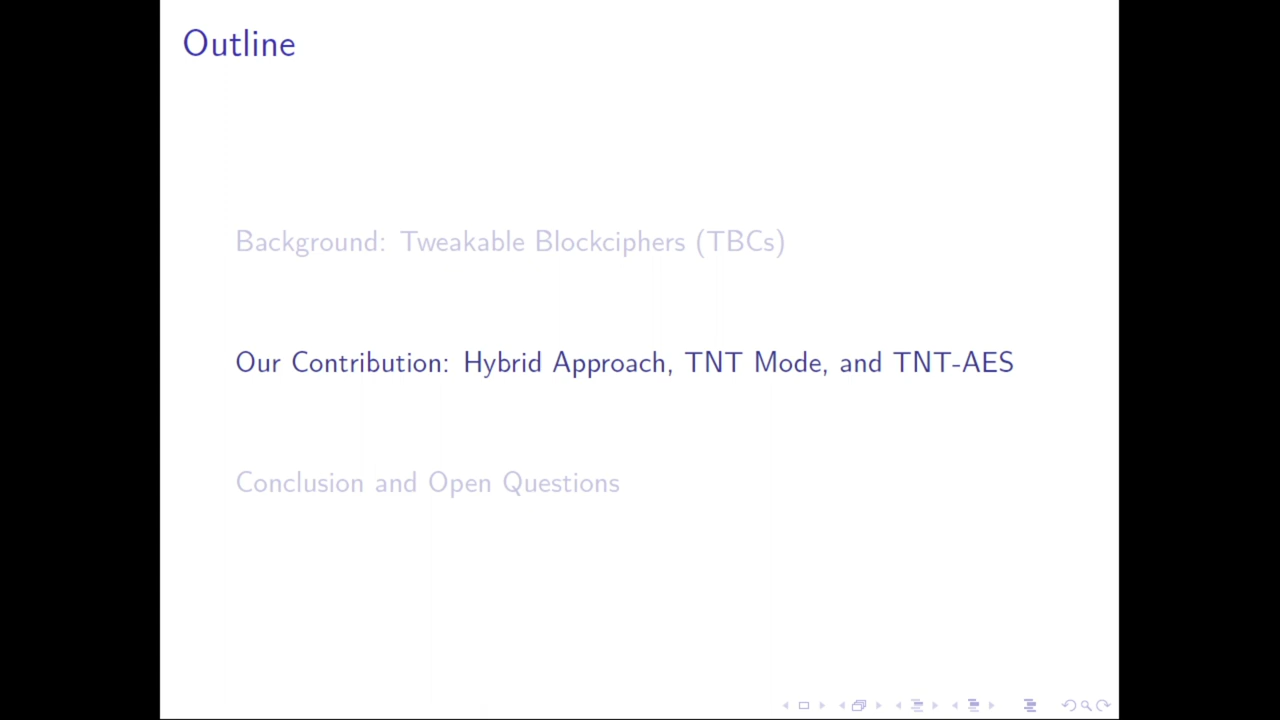 Outline
Background: Tweakable Blockciphers (TBCs)
Our Contribution: Hybrid Approach, TNT Mode, and TNT-AES
Conclusion and Open Questions